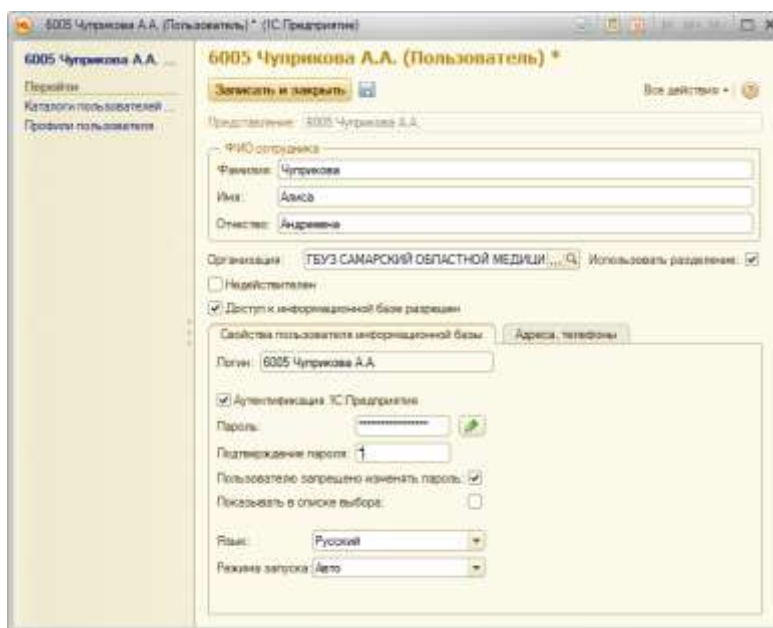 6005 Чуприкова А.А. (Пользователь) * (1С:Предприятие)
6005 Чуприкова А.А. ...
Перейти
Каталоги пользователей ...
Профили пользователя
6005 Чуприкова А.А. (Пользователь) *
Записать и закрыть
Все действия
Представление: 6005 Чуприкова А.А.
ФИО сотрудника
Фамилия: Чуприкова
Имя: Алиса
Отчество: Андреевна
Организация: ГБУЗ САМАРСКИЙ ОБЛАСТНОЙ МЕДИЦИ ... Использовать разделение:
Недействителен
Доступ к информационной базе разрешен
Свойства пользователя информационной базы Адреса, телефоны
Логин: 6005 Чуприкова А.А.
Аутентификация 1С:Предприятия
Пароль: ****************
Подтверждение пароля: *
Пользователю запрещено изменять пароль:
Показывать в списке выбора:
Язык: Русский
Режима запуска: Авто